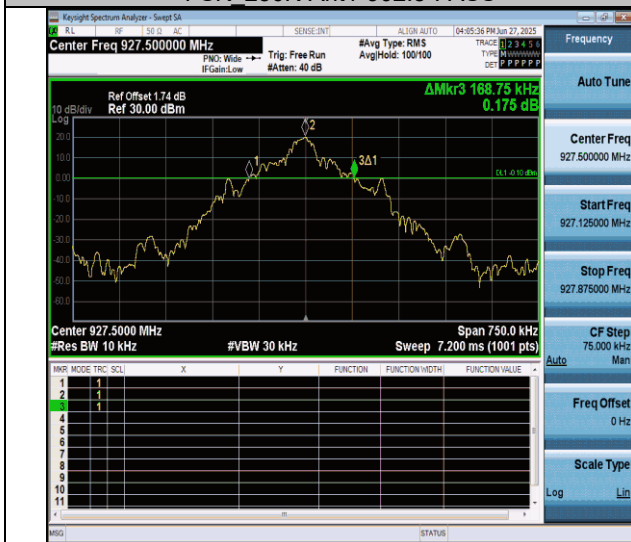 Keysight Spectrum Analyzer - Swept SA
RL RF 50 Ω AC SENSE:INT ALIGN AUTO 04:05:36 PM Jun 27, 2025
Center Freq 927.500000 MHz
PNO: Wide
IFGain:Low
Trig: Free Run
#Atten: 40 dB
#Avg Type: RMS
Avg|Hold: 100/100
TRACE 1 2 3 4 5 6
TYPE M W W W W W
DET P P P P P P
ΔMkr3 168.75 kHz
0.175 dB
Ref Offset 1.74 dB
10 dB/div Ref 30.00 dBm
Log
20.0
10.0
0.00
-10.0
-20.0
-30.0
-40.0
-50.0
-60.0
2
1
3Δ1
DL1 -0.10 dBm
Center 927.5000 MHz Span 750.0 kHz
#Res BW 10 kHz #VBW 30 kHz Sweep 7.200 ms (1001 pts)
MKR MODE TRC SCL X Y FUNCTION FUNCTION WIDTH FUNCTION VALUE
1 1
2 1
3 1
4
5
6
7
8
9
10
11
MSG STATUS
Frequency
Auto Tune
Center Freq
927.500000 MHz
Start Freq
927.125000 MHz
Stop Freq
927.875000 MHz
CF Step
75.000 kHz
Auto Man
Freq Offset
0 Hz
Scale Type
Log Lin